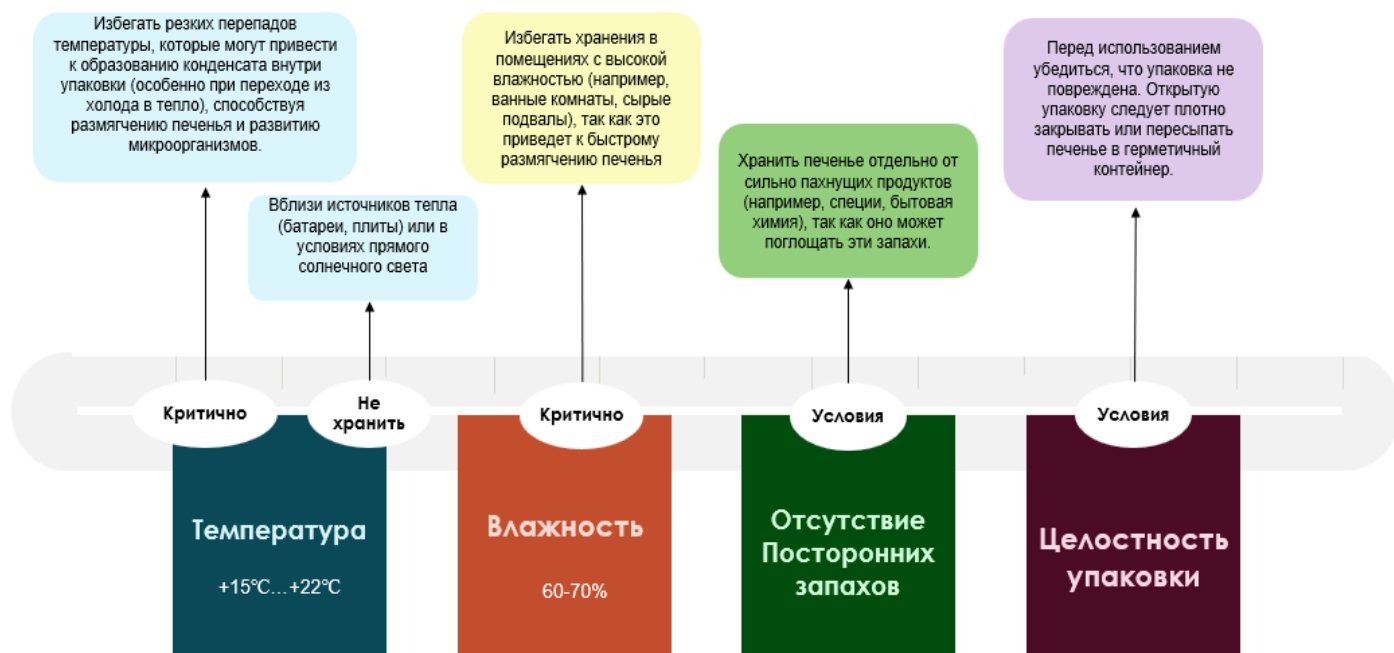 Избегать резких перепадов
температуры, которые могут привести
к образованию конденсата внутри
упаковки (особенно при переходе из
холода в тепло), способствуя
размягчению печенья и развитию
микроорганизмов.
Вблизи источников тепла
(батареи, плиты) или в
условиях прямого
солнечного света
Избегать хранения в
помещениях с высокой
влажностью (например,
ванные комнаты, сырые
подвалы), так как это
приведет к быстрому
размягчению печенья
Хранить печенье отдельно от
сильно пахнущих продуктов
(например, специи, бытовая
химия), так как оно может
поглощать эти запахи.
Перед использованием
убедиться, что упаковка не
повреждена. Открытую
упаковку следует плотно
закрывать или пересыпать
печенье в герметичный
контейнер.
Критично
Не
хранить
Критично
Условия
Условия
Температура
+15℃...+22℃
Влажность
60-70%
Отсутствие
Посторонних
запахов
Целостность
упаковки